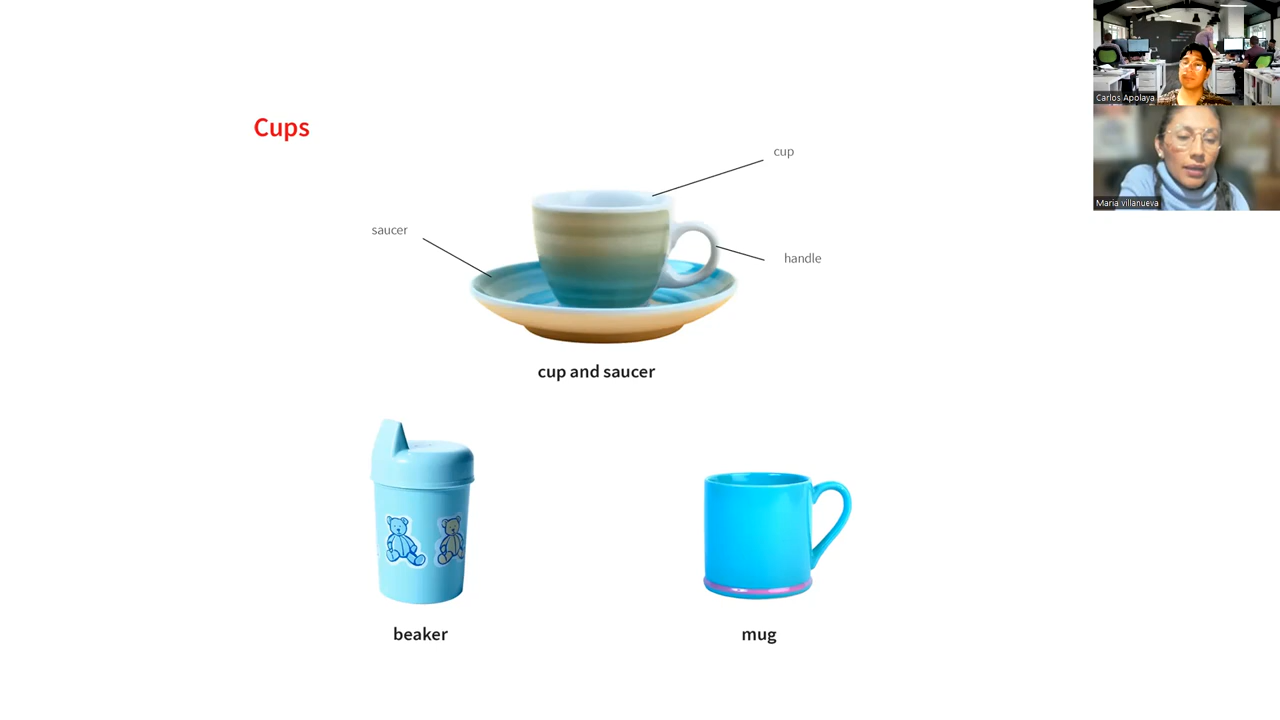 Cups
cup
saucer
handle
cup and saucer
beaker
mug
Carlos Apolaya
Maria villanueva